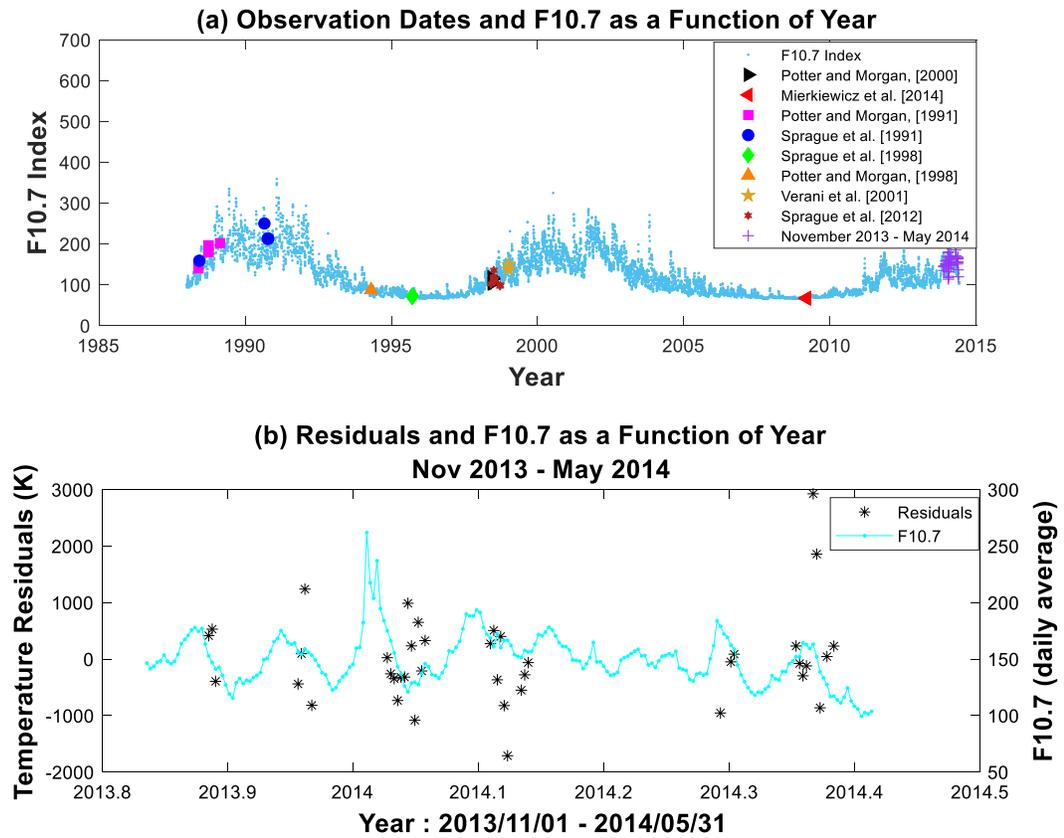 (a) Observation Dates and F10.7 as a Function of Year
700
600
500
400
300
200
100
0
F10.7 Index
1985
1990
1995
2000
2005
2010
2015
Year
F10.7 Index
Potter and Morgan, [2000]
Mierkiewicz et al. [2014]
Potter and Morgan, [1991]
Sprague et al. [1991]
Sprague et al. [1998]
Potter and Morgan, [1998]
Verani et al. [2001]
Sprague et al. [2012]
November 2013 - May 2014
(b) Residuals and F10.7 as a Function of Year
Nov 2013 - May 2014
3000
2000
1000
0
-1000
-2000
Temperature Residuals (K)
300
250
200
150
100
50
F10.7 (daily average)
Residuals
F10.7
2013.8
2013.9
2014
2014.1
2014.2
2014.3
2014.4
2014.5
Year : 2013/11/01 - 2014/05/31